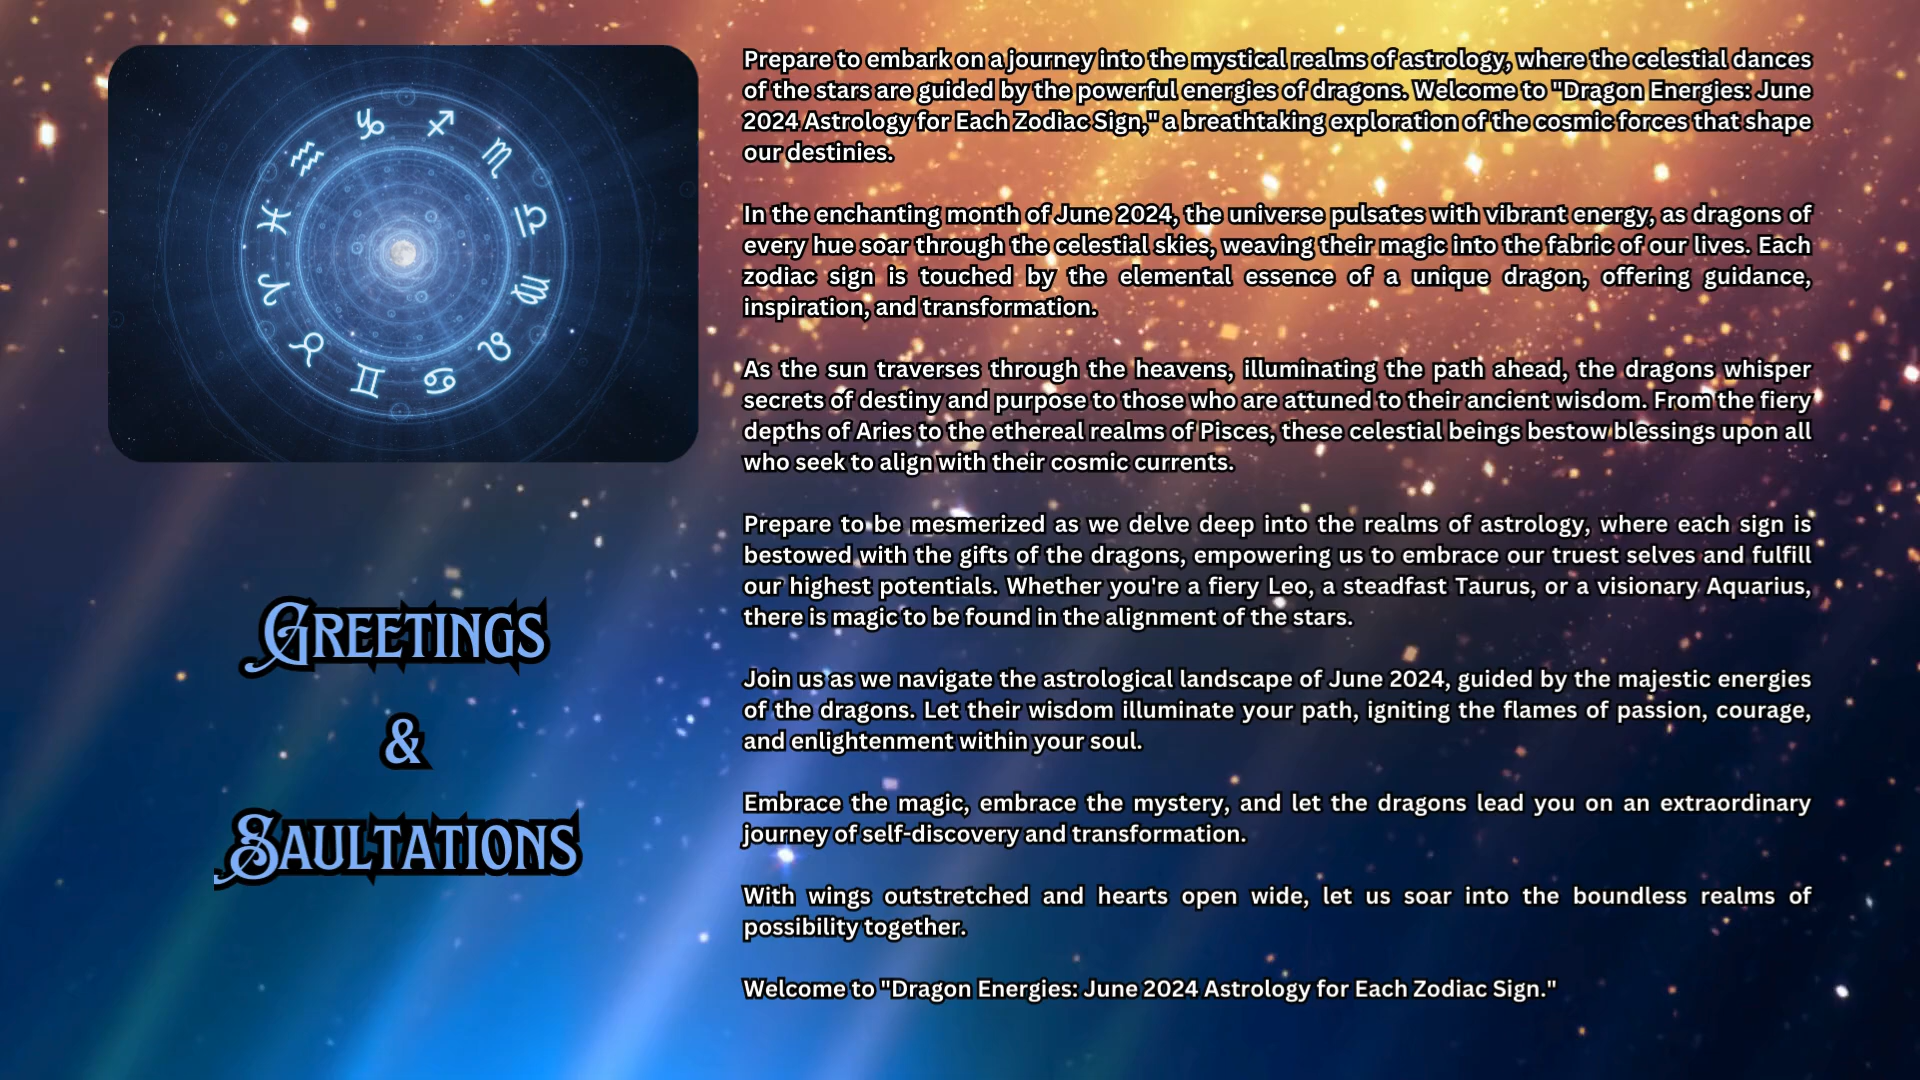 Prepare to embark on a journey into the mystical realms of astrology, where the celestial dances
of the stars are guided by the powerful energies of dragons. Welcome to "Dragon Energies: June
2024 Astrology for Each Zodiac Sign," a breathtaking exploration of the cosmic forces that shape
our destinies.
In the enchanting month of June 2024, the universe pulsates with vibrant energy, as dragons of
every hue soar through the celestial skies, weaving their magic into the fabric of our lives. Each
zodiac sign is touched by the elemental essence of a unique dragon, offering guidance,
inspiration, and transformation.
As the sun traverses through the heavens, illuminating the path ahead, the dragons whisper
secrets of destiny and purpose to those who are attuned to their ancient wisdom. From the fiery
depths of Aries to the ethereal realms of Pisces, these celestial beings bestow blessings upon all
who seek to align with their cosmic currents.
Prepare to be mesmerized as we delve deep into the realms of astrology, where each sign is
bestowed with the gifts of the dragons, empowering us to embrace our truest selves and fulfill
our highest potentials. Whether you're a fiery Leo, a steadfast Taurus, or a visionary Aquarius,
there is magic to be found in the alignment of the stars.
Join us as we navigate the astrological landscape of June 2024, guided by the majestic energies
of the dragons. Let their wisdom illuminate your path, igniting the flames of passion, courage,
and enlightenment within your soul.
Embrace the magic, embrace the mystery, and let the dragons lead you on an extraordinary
journey of self-discovery and transformation.
With wings outstretched and hearts open wide, let us soar into the boundless realms of
possibility together.
Welcome to "Dragon Energies: June 2024 Astrology for Each Zodiac Sign."
Greetings
&
Saultations